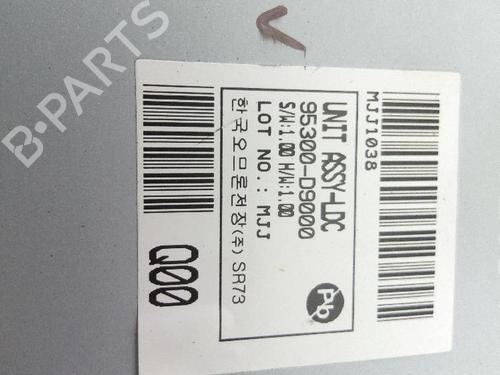 B-PARTS
MJJ1038
UNIT ASSY-LDC
95300-D9000
S/W:1.00 H/W:1.00
LOT NO.: MJJ
한국오므론전장(주) SR73
Pb
Q00